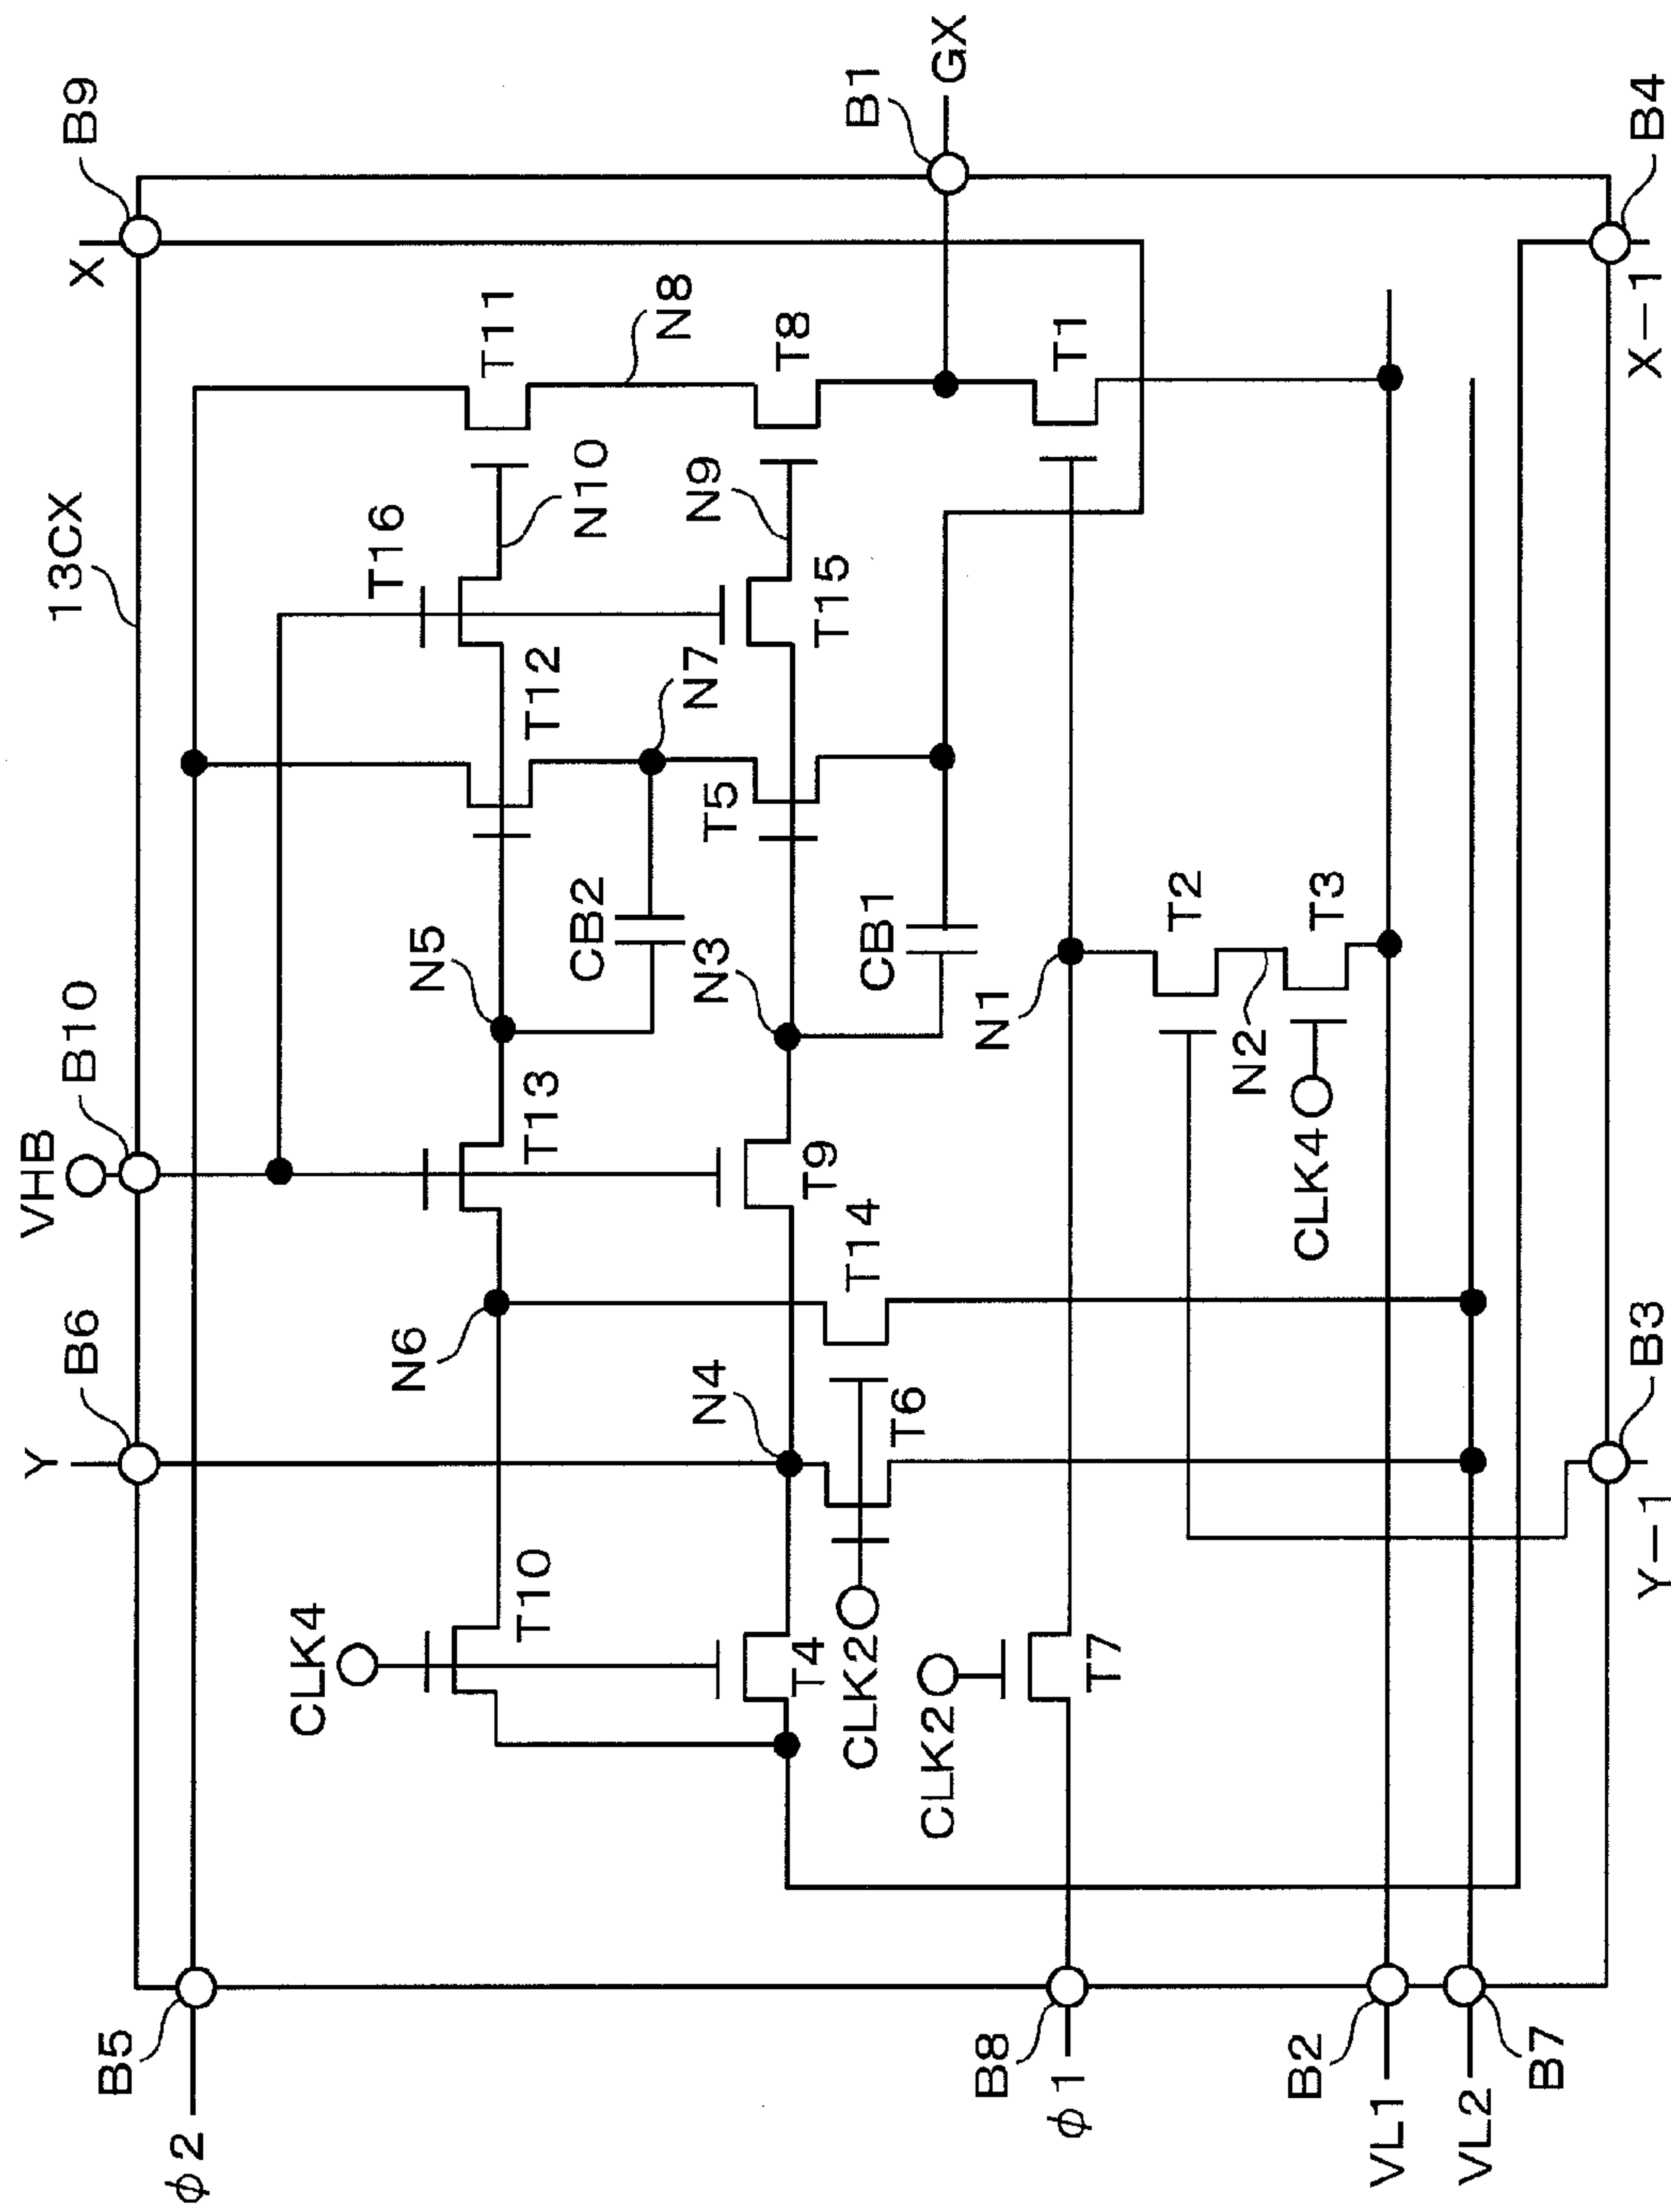 13CX
B9
X
B10
VHB
B6
Y
B5
φ2
CLK4
T10
N6
T13
N5
T12
T16
N10
T11
N8
CB2
N7
N3
T5
T15
N9
T8
B1
GX
N4
T9
T4
T6
T14
CLK2
CB1
CLK2
T7
N1
T2
N2
T3
CLK4
T1
B8
φ1
B2
VL1
VL2
B7
Y−1
B3
X−1
B4